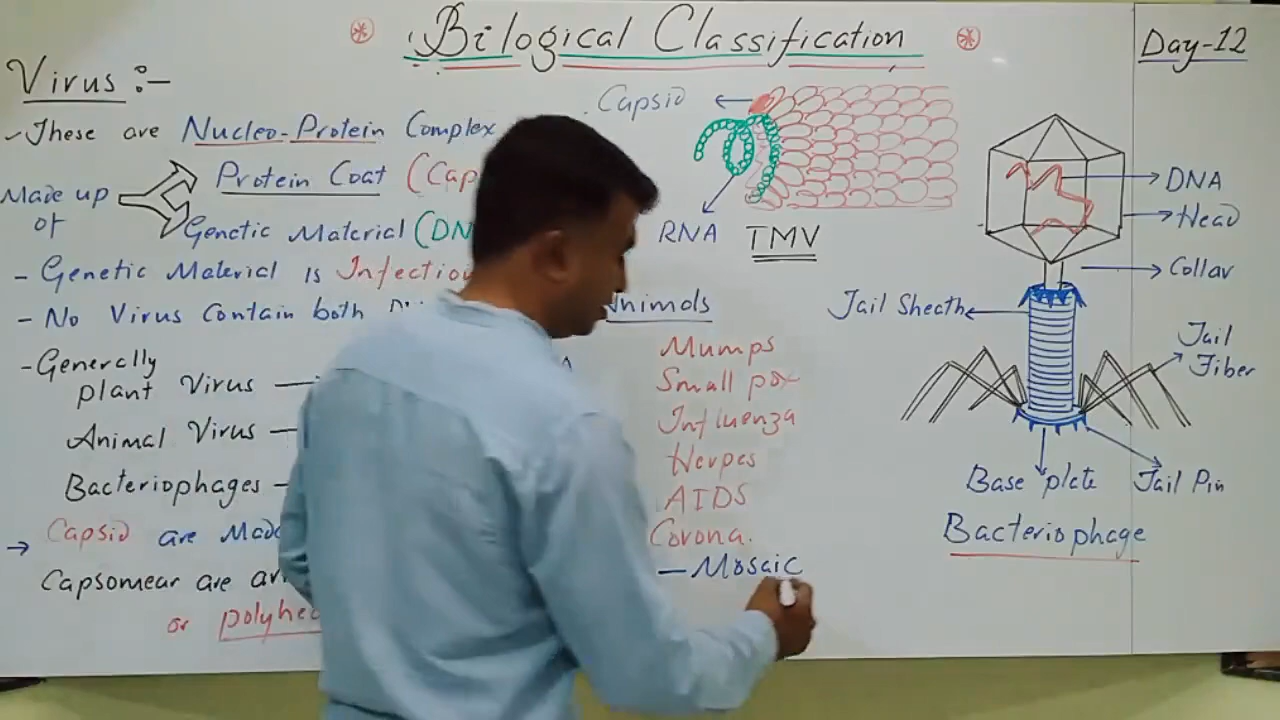 Bilogical Classification
Day-12
Virus :-
These are Nucleo-Protein Complex
Made up of
Protein Coat (Cap
Genetic Material (DN
- Genetic Material is Infectio
- No Virus Contain both
- Generally
plant Virus —
Animal Virus —
Bacteriophages -
→ Capsid are Made
Capsomear are ar
or polyhe
Capsid
RNA
TMV
Animols
Mumps
Small pox
Influenza
Herpes
AIDS
Corona.
— Mosaic
DNA
Head
Collar
Tail Sheath
Tail Fiber
Base plate
Tail Pin
Bacteriophage